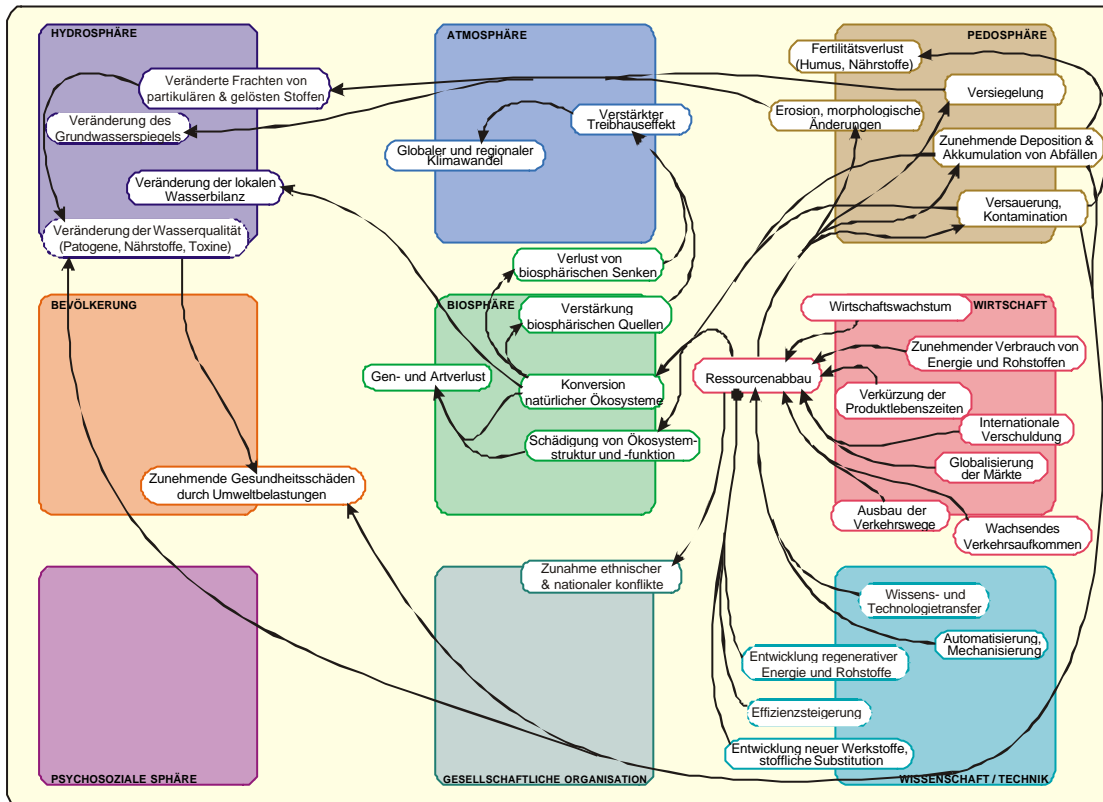 HYDROSPHÄRE
Veränderte Frachten von
partikulären & gelösten Stoffen
Veränderung des
Grundwasserspiegels
Veränderung der lokalen
Wasserbilanz
Veränderung der Wasserqualität
(Patogene, Nährstoffe, Toxine)
ATMOSPHÄRE
Verstärkter
Treibhauseffekt
Globaler und regionaler
Klimawandel
PEDOSPHÄRE
Fertilitätsverlust
(Humus, Nährstoffe)
Versiegelung
Erosion, morphologische
Änderungen
Zunehmende Deposition &
Akkumulation von Abfällen
Versauerung,
Kontamination
BEVÖLKERUNG
Zunehmende Gesundheitsschäden
durch Umweltbelastungen
Verlust von
biosphärischen Senken
BIOSPHÄRE
Verstärkung
biosphärischen Quellen
Gen- und Artverlust
Konversion
natürlicher Ökosysteme
Schädigung von Ökosystem-
struktur und -funktion
WIRTSCHAFT
Wirtschaftswachstum
Zunehmender Verbrauch von
Energie und Rohstoffen
Ressourcenabbau
Verkürzung der
Produktlebenszeiten
Internationale
Verschuldung
Globalisierung
der Märkte
Ausbau der
Verkehrswege
Wachsendes
Verkehrsaufkommen
PSYCHOSOZIALE SPHÄRE
Zunahme ethnischer
& nationaler konflikte
GESELLSCHAFTLICHE ORGANISATION
Wissens- und
Technologietransfer
Automatisierung,
Mechanisierung
Entwicklung regenerativer
Energie und Rohstoffe
Effizienzsteigerung
Entwicklung neuer Werkstoffe,
stoffliche Substitution
WISSENSCHAFT / TECHNIK